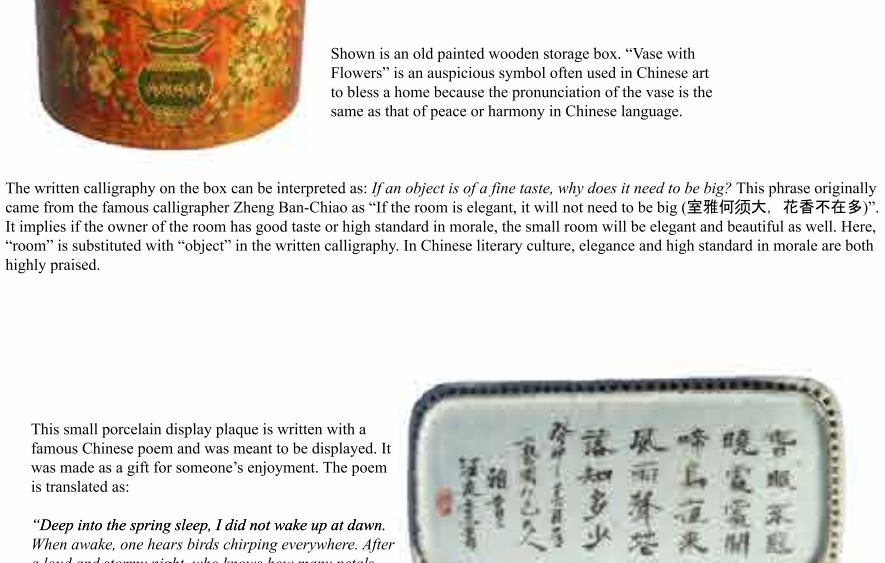 Shown is an old painted wooden storage box. “Vase with
Flowers” is an auspicious symbol often used in Chinese art
to bless a home because the pronunciation of the vase is the
same as that of peace or harmony in Chinese language.
The written calligraphy on the box can be interpreted as: If an object is of a fine taste, why does it need to be big? This phrase originally
came from the famous calligrapher Zheng Ban-Chiao as “If the room is elegant, it will not need to be big (室雅何须大，花香不在多)”.
It implies if the owner of the room has good taste or high standard in morale, the small room will be elegant and beautiful as well. Here,
“room” is substituted with “object” in the written calligraphy. In Chinese literary culture, elegance and high standard in morale are both
highly praised.
This small porcelain display plaque is written with a
famous Chinese poem and was meant to be displayed. It
was made as a gift for someone’s enjoyment. The poem
is translated as:
“Deep into the spring sleep, I did not wake up at dawn.
When awake, one hears birds chirping everywhere. After
a loud and stormy night, who knows how many petals
眠不
曉處處聞
啼鳥夜來
風雨聲花
落知多少